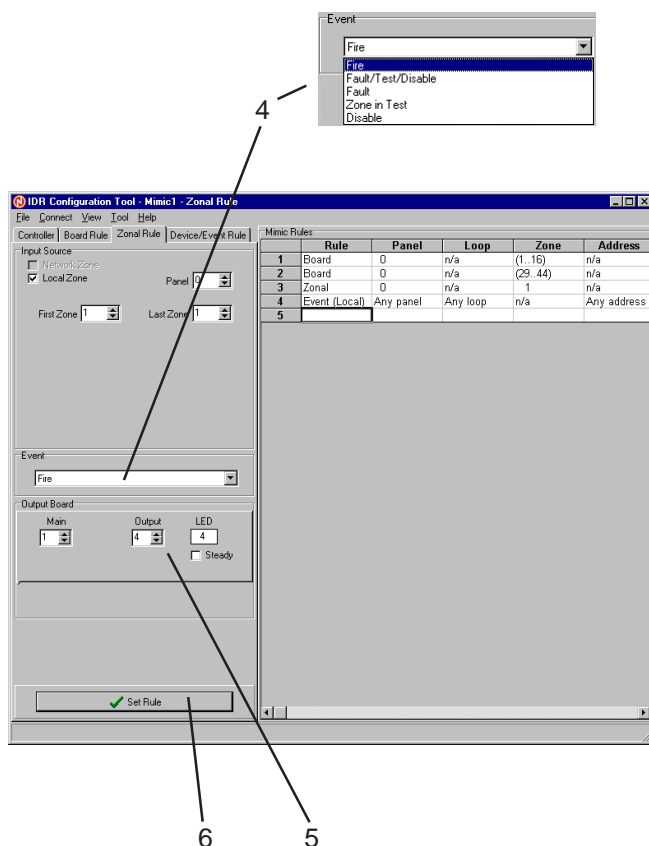 Event
Fire
Fire
Fault/Test/Disable
Fault
Zone in Test
Disable
4
IDR Configuration Tool - Mimic1 - Zonal Rule
File Connect View Tool Help
Controller Board Rule Zonal Rule Device/Event Rule
Input Source
Network Zone
Local Zone
Panel 0
First Zone 1 Last Zone 1
Event
Fire
Output Board
Main Output LED
1 4 4
Steady
Set Rule
Mimic Rules
Rule Panel Loop Zone Address
1 Board 0 n/a (1..16) n/a
2 Board 0 n/a (29..44) n/a
3 Zonal 0 n/a 1 n/a
4 Event (Local) Any panel Any loop n/a Any address
5
6 5